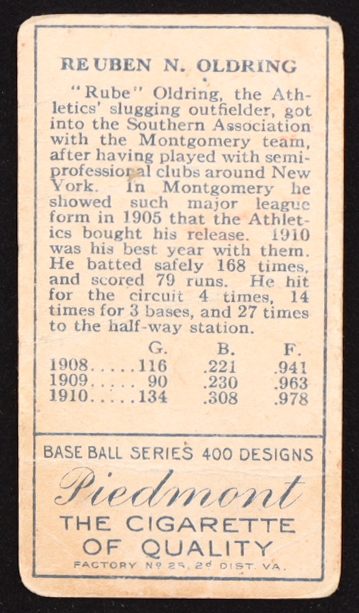 REUBEN N. OLDRING
"Rube" Oldring, the Ath-
letics' slugging outfielder, got
into the Southern Association
with the Montgomery team,
after having played with semi-
professional clubs around New
York. In Montgomery he
showed such major league
form in 1905 that the Athlet-
ics bought his release. 1910
was his best year with them.
He batted safely 168 times,
and scored 79 runs. He hit
for the circuit 4 times, 14
times for 3 bases, and 27 times
to the half-way station.
G. B. F.
1908.....116 .221 .941
1909..... 90 .230 .963
1910.....134 .308 .978
BASE BALL SERIES 400 DESIGNS
Piedmont
THE CIGARETTE
OF QUALITY
FACTORY No 25, 2d DIST. VA.